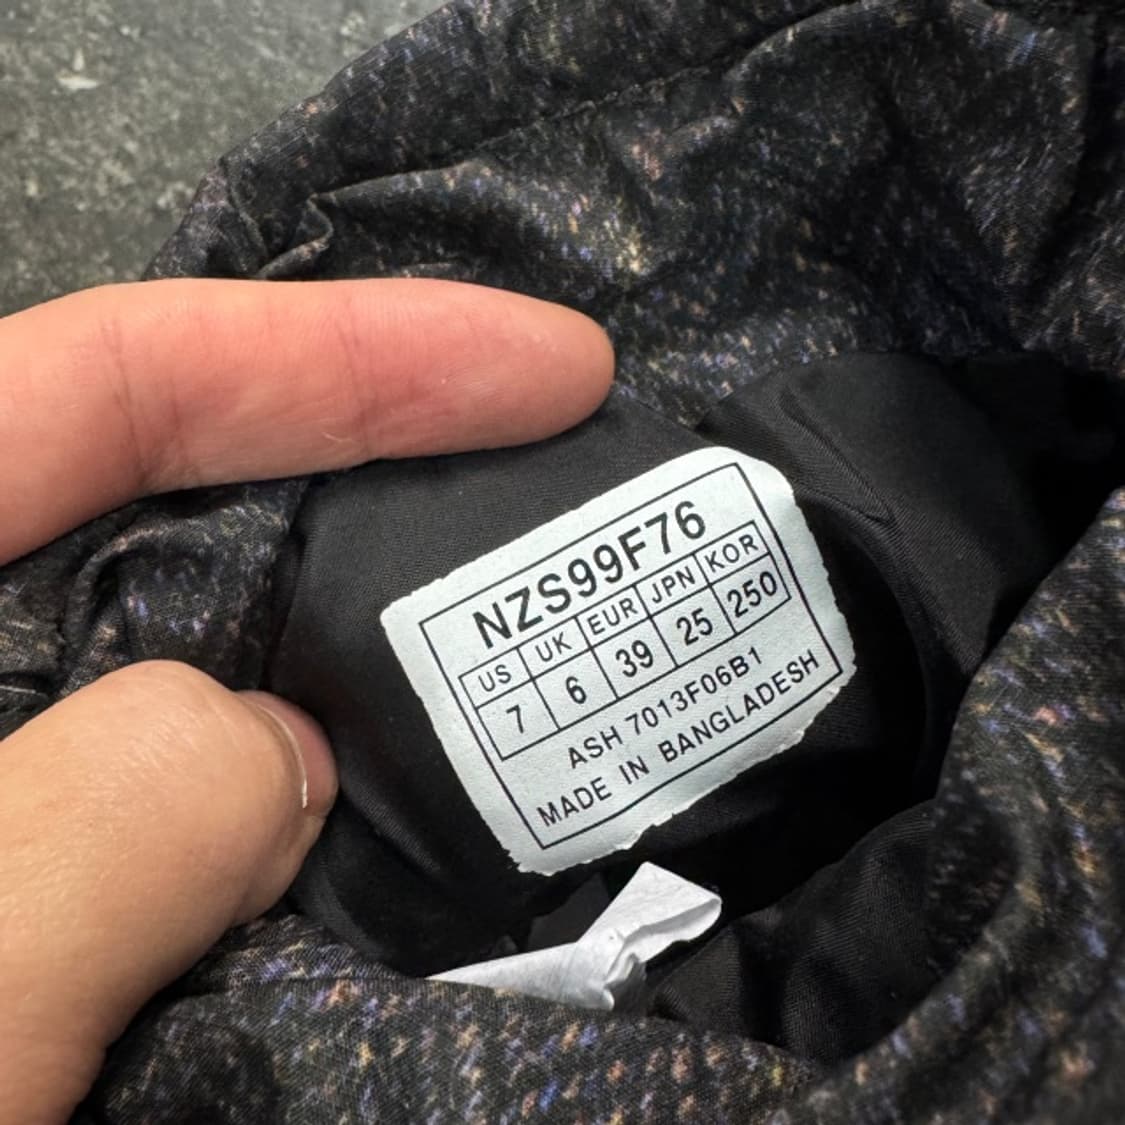 NZS99F76
US UK EUR JPN KOR
7 6 39 25 250
ASH 7013F06B1
MADE IN BANGLADESH